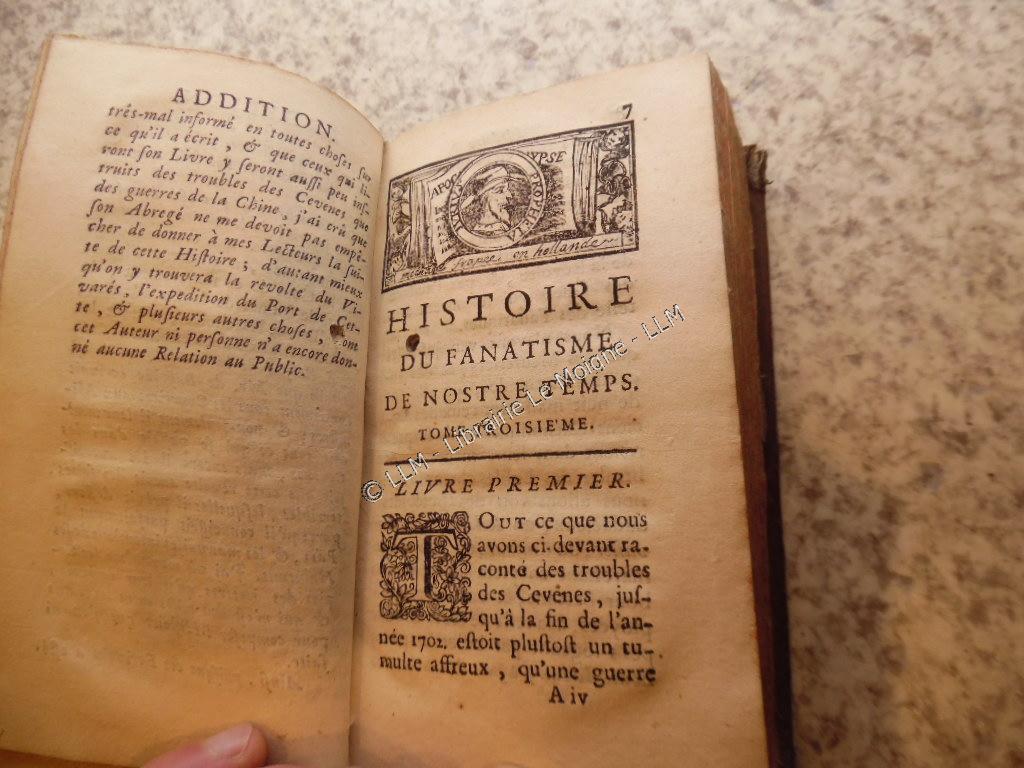 ADDITION.
très-mal informé en toutes choses sur
ce qu'il a écrit, & que ceux qui li-
ront son Livre y seront aussi peu ins-
truits des troubles des Cevenes que
des guerres de la Chine, j'ai crû que
son Abregé ne me devoit pas empê-
cher de donner à mes Lecteurs la sui-
te de cette Histoire; d'autant mieux
qu'on y trouvera la revolte du Vi-
varés, l'expedition du Port de Cet-
te, & plusieurs autres choses, dont
cet Auteur ni personne n'a encore don-
né aucune Relation au Public.
7
APOC YPSE
PROPHETA
en hollande
HISTOIRE
DU FANATISME
DE NOSTRE TEMPS.
TOME TROISIE'ME.
LIVRE PREMIER.
TOUT ce que nous
avons ci-devant ra-
conté des troubles
des Cevénes, jus-
qu'à la fin de l'an-
née 1702. estoit plustost un tu-
multe affreux, qu'une guerre
A iv
© LLM - Librairie Le Moigne - LLM